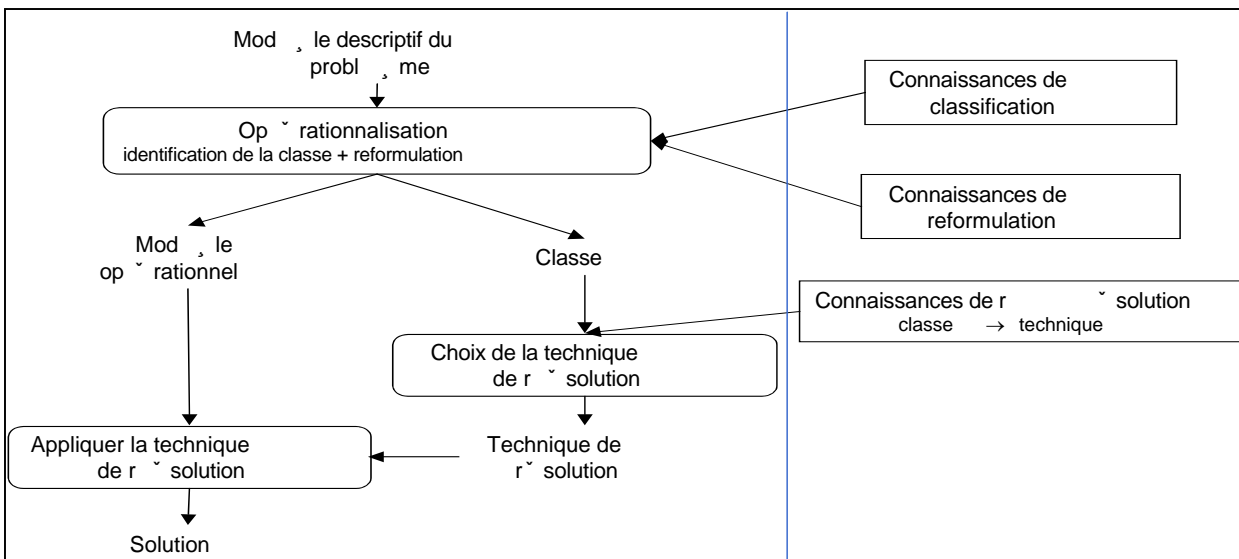 Mod ¸ le descriptif du
probl ¸ me
Op ˇ rationnalisation
identification de la classe + reformulation
Connaissances de
classification
Connaissances de
reformulation
Mod ¸ le
op ˇ rationnel
Classe
Connaissances de r ˇ solution
classe → technique
Choix de la technique
de r ˇ solution
Appliquer la technique
de r ˇ solution
Technique de
rˇ solution
Solution